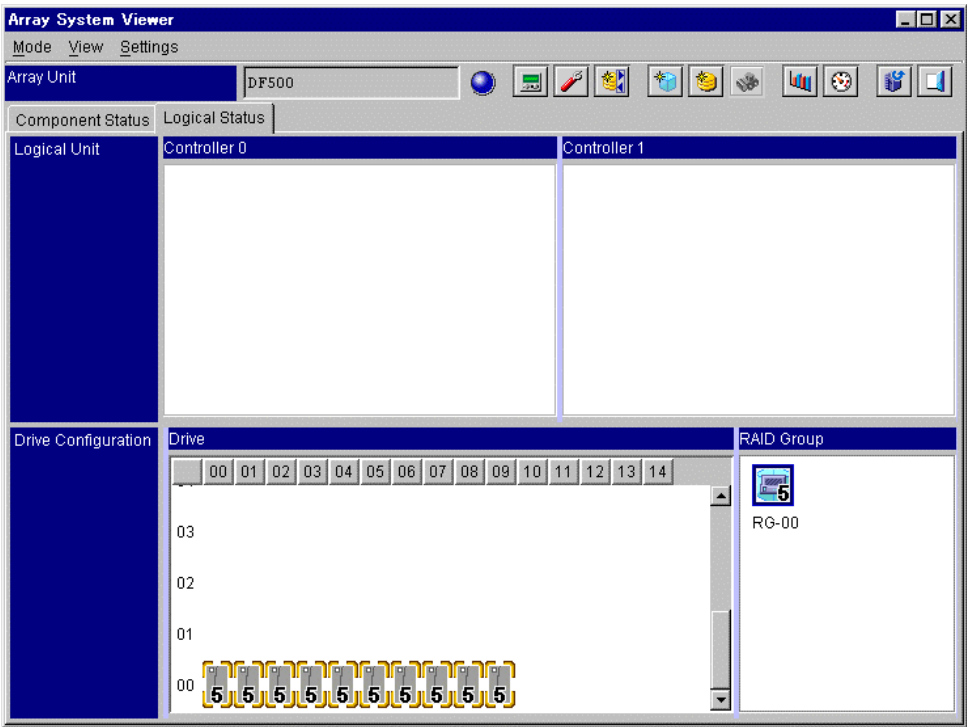 Array System Viewer
Mode View Settings
Array Unit DF500
Component Status Logical Status
Logical Unit Controller 0 Controller 1
Drive Configuration Drive RAID Group
00 01 02 03 04 05 06 07 08 09 10 11 12 13 14
5
RG-00
03
02
01
00 5 5 5 5 5 5 5 5 5 5